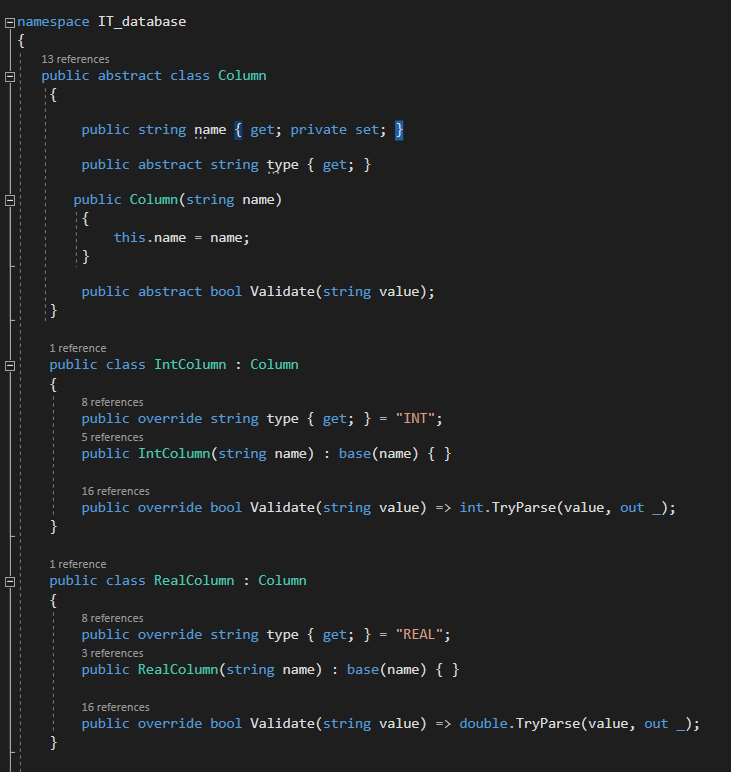 namespace IT_database
{
13 references
public abstract class Column
{
public string name { get; private set; }
public abstract string type { get; }
public Column(string name)
{
this.name = name;
}
public abstract bool Validate(string value);
}
1 reference
public class IntColumn : Column
{
8 references
public override string type { get; } = "INT";
5 references
public IntColumn(string name) : base(name) { }
16 references
public override bool Validate(string value) => int.TryParse(value, out _);
}
1 reference
public class RealColumn : Column
{
8 references
public override string type { get; } = "REAL";
3 references
public RealColumn(string name) : base(name) { }
16 references
public override bool Validate(string value) => double.TryParse(value, out _);
}